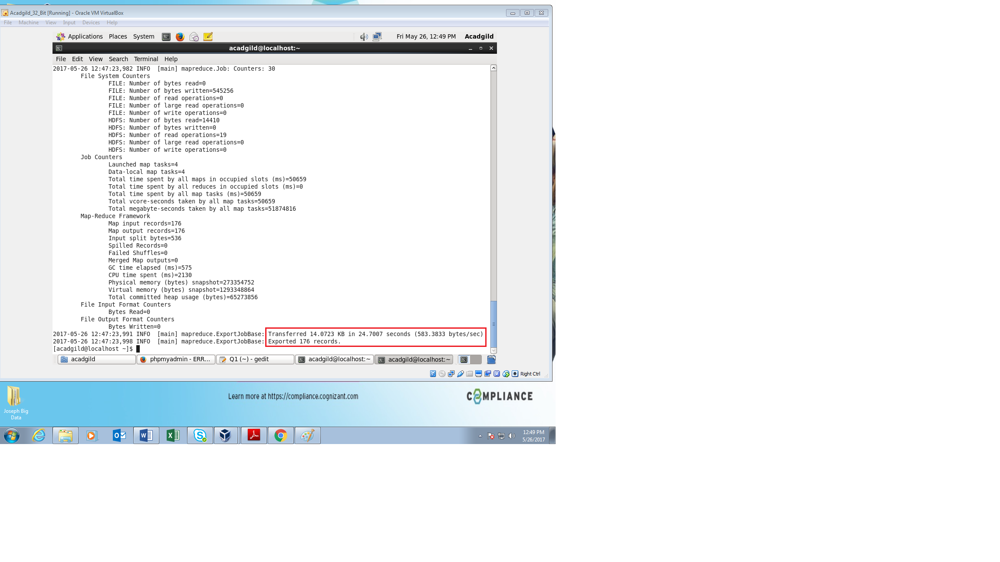 Acadgild_32_Bit [Running] - Oracle VM VirtualBox
File Machine View Input Devices Help
Applications Places System Fri May 26, 12:49 PM Acadgild
acadgild@localhost:~
File Edit View Search Terminal Help
2017-05-26 12:47:23,982 INFO [main] mapreduce.Job: Counters: 30
File System Counters
FILE: Number of bytes read=0
FILE: Number of bytes written=545256
FILE: Number of read operations=0
FILE: Number of large read operations=0
FILE: Number of write operations=0
HDFS: Number of bytes read=14410
HDFS: Number of bytes written=0
HDFS: Number of read operations=19
HDFS: Number of large read operations=0
HDFS: Number of write operations=0
Job Counters
Launched map tasks=4
Data-local map tasks=4
Total time spent by all maps in occupied slots (ms)=50659
Total time spent by all reduces in occupied slots (ms)=0
Total time spent by all map tasks (ms)=50659
Total vcore-seconds taken by all map tasks=50659
Total megabyte-seconds taken by all map tasks=51874816
Map-Reduce Framework
Map input records=176
Map output records=176
Input split bytes=536
Spilled Records=0
Failed Shuffles=0
Merged Map outputs=0
GC time elapsed (ms)=575
CPU time spent (ms)=2130
Physical memory (bytes) snapshot=273354752
Virtual memory (bytes) snapshot=1293348864
Total committed heap usage (bytes)=65273856
File Input Format Counters
Bytes Read=0
File Output Format Counters
Bytes Written=0
2017-05-26 12:47:23,991 INFO [main] mapreduce.ExportJobBase: Transferred 14.0723 KB in 24.7007 seconds (583.3833 bytes/sec)
2017-05-26 12:47:23,998 INFO [main] mapreduce.ExportJobBase: Exported 176 records.
[acadgild@localhost ~]$
acadgild phpmyadmin - ERR... Q1 (~) - gedit acadgild@localhost:~ acadgild@localhost:~
Right Ctrl
Learn more at https://compliance.cognizant.com
COMPLIANCE
Joseph Big
Data
12:49 PM
5/26/2017